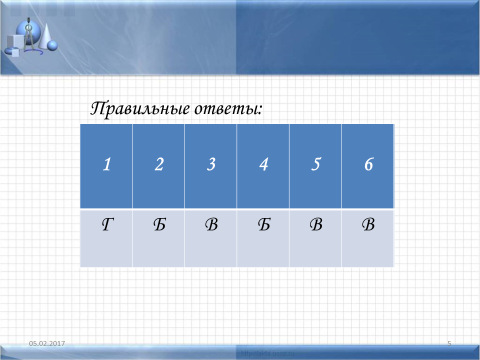 Правильные ответы:
1 2 3 4 5 6
Г Б В Б В В
05.02.2017 5